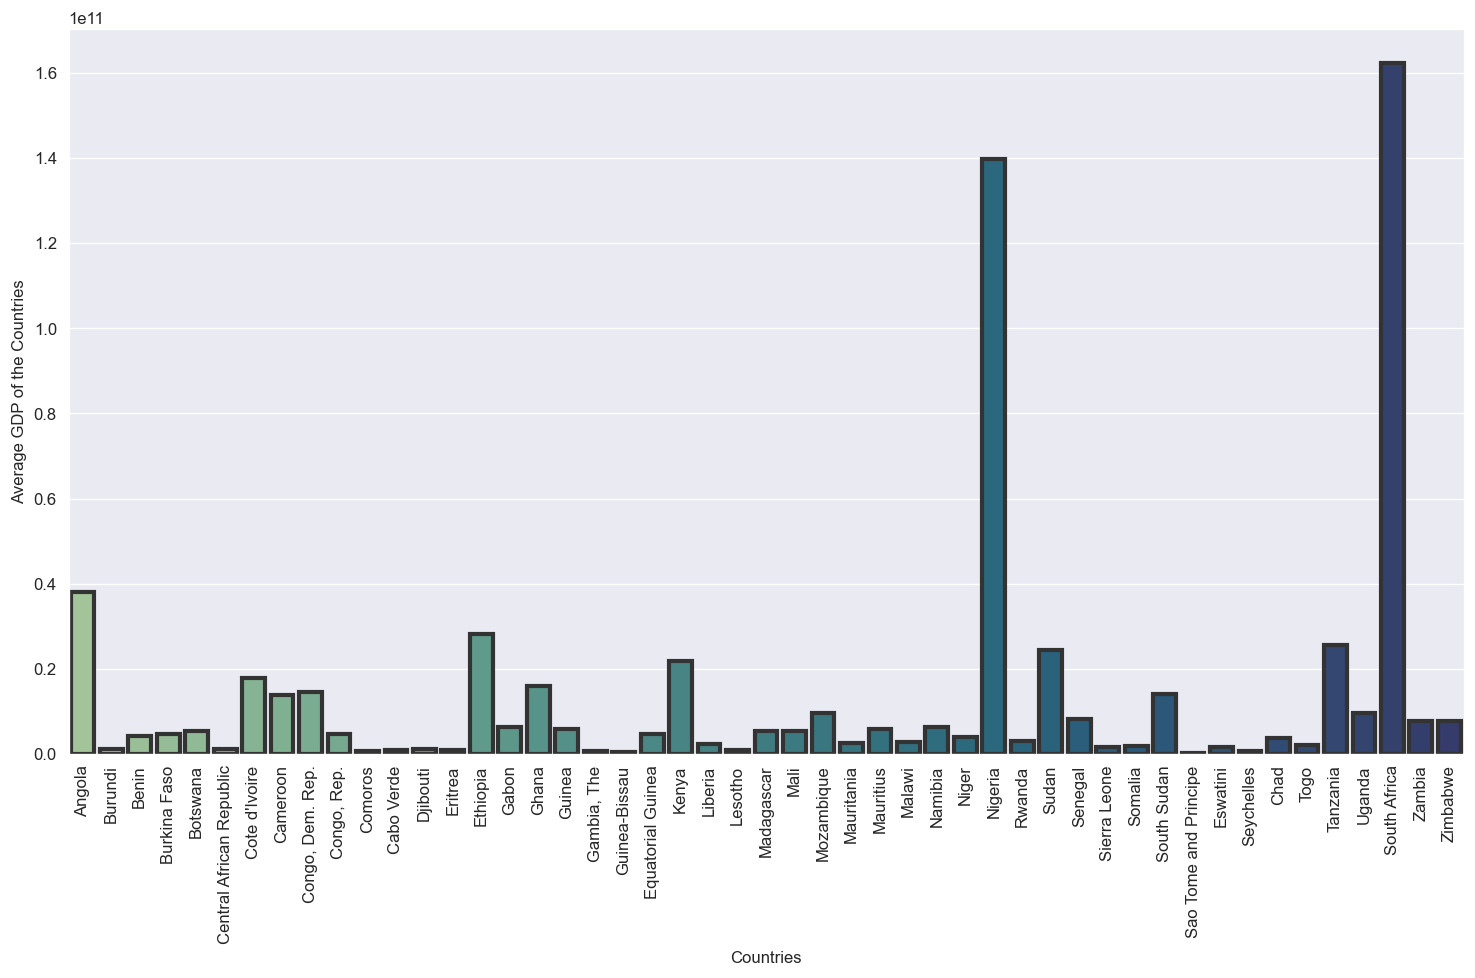 1e11
1.6
1.4
1.2
1.0
0.8
0.6
0.4
0.2
0.0
Average GDP of the Countries
Angola
Burundi
Benin
Burkina Faso
Botswana
Central African Republic
Cote d'Ivoire
Cameroon
Congo, Dem. Rep.
Congo, Rep.
Comoros
Cabo Verde
Djibouti
Eritrea
Ethiopia
Gabon
Ghana
Guinea
Gambia, The
Guinea-Bissau
Equatorial Guinea
Kenya
Liberia
Lesotho
Madagascar
Mali
Mozambique
Mauritania
Mauritius
Malawi
Namibia
Niger
Nigeria
Rwanda
Sudan
Senegal
Sierra Leone
Somalia
South Sudan
Sao Tome and Principe
Eswatini
Seychelles
Chad
Togo
Tanzania
Uganda
South Africa
Zambia
Zimbabwe
Countries